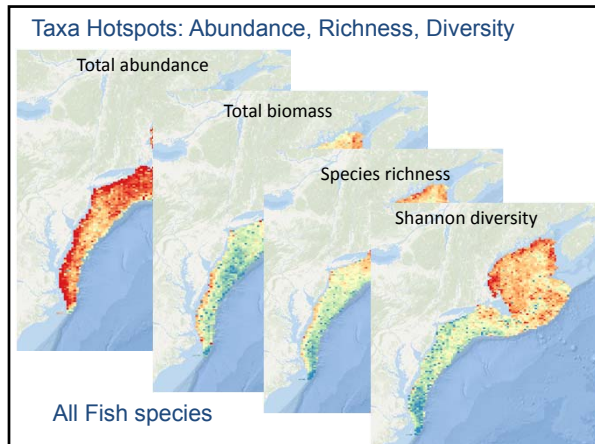 Taxa Hotspots: Abundance, Richness, Diversity
Total abundance
Total biomass
Species richness
Shannon diversity
All Fish species